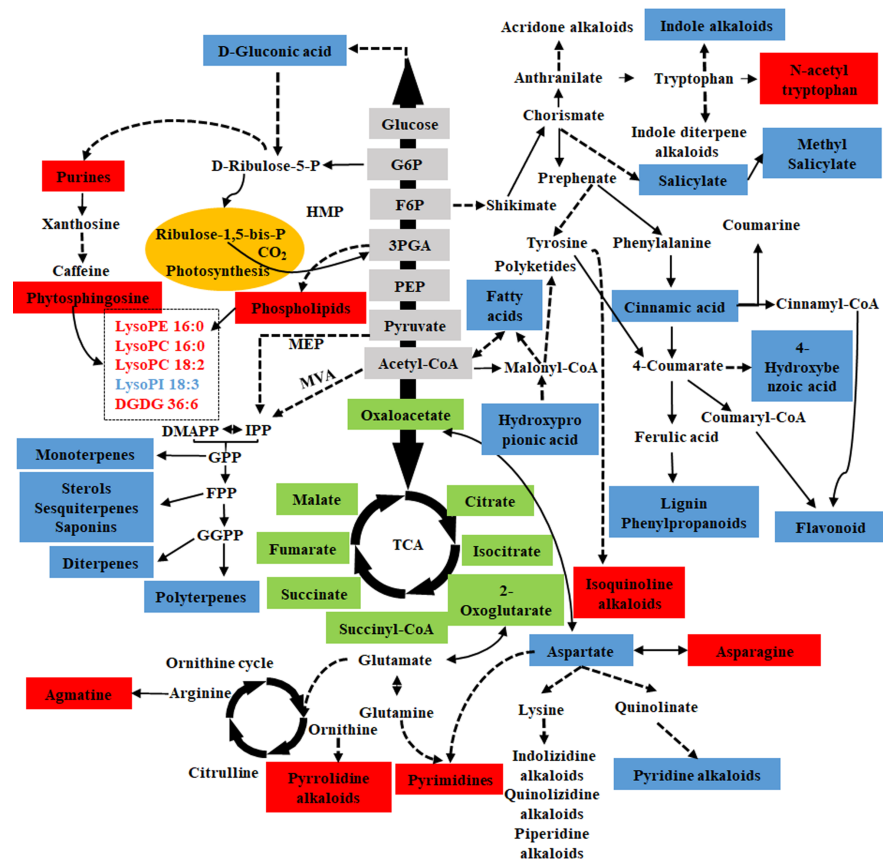 Acridone alkaloids
Indole alkaloids
D-Gluconic acid
Anthranilate
Tryptophan
N-acetyl
tryptophan
Chorismate
Glucose
Indole diterpene
alkaloids
Methyl
Salicylate
D-Ribulose-5-P
G6P
Purines
Prephenate
Salicylate
HMP
F6P
Shikimate
Xanthosine
Coumarine
Ribulose-1,5-bis-P
CO2
3PGA
Tyrosine
Phenylalanine
Photosynthesis
Polyketides
Caffeine
Phytosphingosine
PEP
Phospholipids
Fatty
acids
Cinnamic acid
Cinnamyl-CoA
LysoPE 16:0
LysoPC 16:0
LysoPC 18:2
LysoPI 18:3
DGDG 36:6
Pyruvate
MEP
Acetyl-CoA
MVA
Malonyl-CoA
4-Coumarate
4-
Hydroxybe
nzoic acid
Oxaloacetate
Hydroxypro
pionic acid
Coumaryl-CoA
DMAPP
IPP
Ferulic acid
Monoterpenes
GPP
Sterols
Sesquiterpenes
Saponins
FPP
Malate
Citrate
Lignin
Phenylpropanoids
Flavonoid
GGPP
TCA
Fumarate
Isocitrate
Diterpenes
Polyterpenes
Succinate
2-
Oxoglutarate
Isoquinoline
alkaloids
Succinyl-CoA
Aspartate
Asparagine
Ornithine cycle
Glutamate
Agmatine
Arginine
Glutamine
Lysine
Quinolinate
Ornithine
Citrulline
Pyrrolidine
alkaloids
Pyrimidines
Indolizidine
alkaloids
Quinolizidine
alkaloids
Piperidine
alkaloids
Pyridine alkaloids